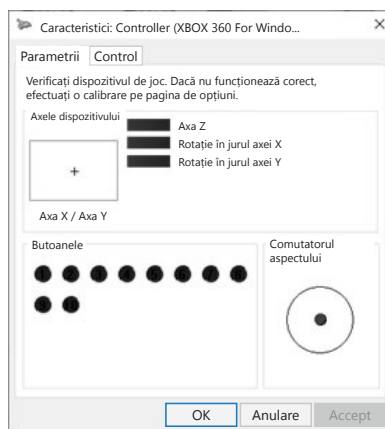 Caracteristici: Controller (XBOX 360 For Windo...
Parametrii Control
Verificați dispozitivul de joc. Dacă nu funcționează corect,
efectuați o calibrare pe pagina de opțiuni.
Axele dispozitivului
Axa Z
Rotație în jurul axei X
Rotație în jurul axei Y
Axa X / Axa Y
Butoanele
Comutatorul
aspectului
OK Anulare Accept